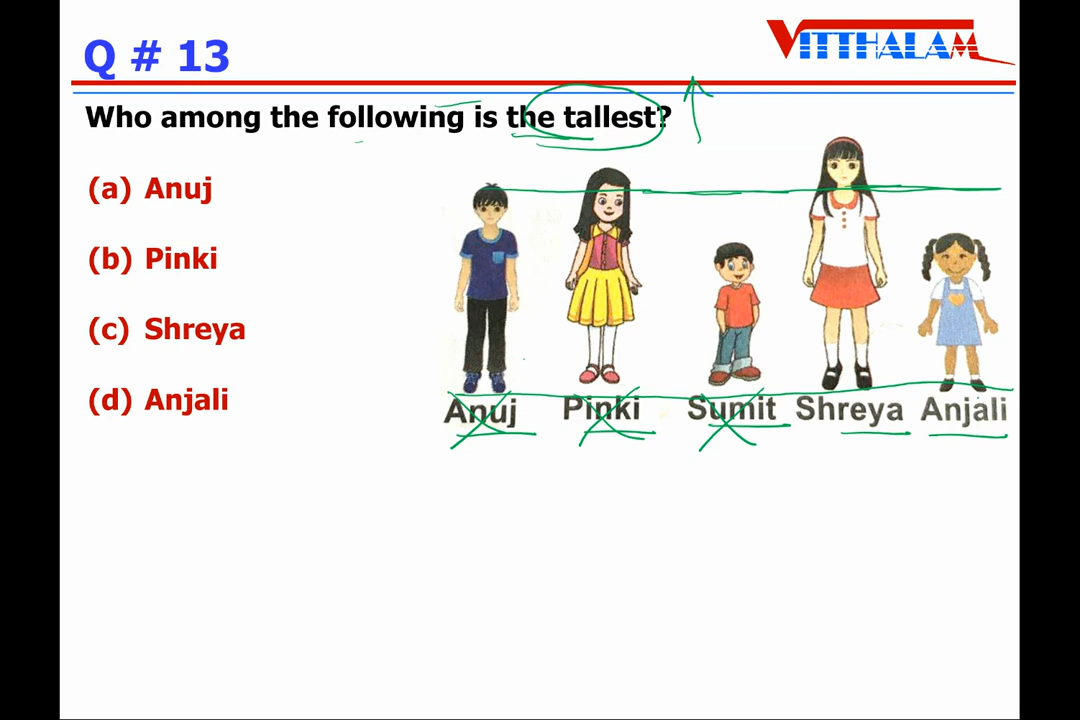 Q # 13
VITTHALAM
Who among the following is the tallest?
(a) Anuj
(b) Pinki
(c) Shreya
(d) Anjali
Anuj Pinki Sumit Shreya Anjali